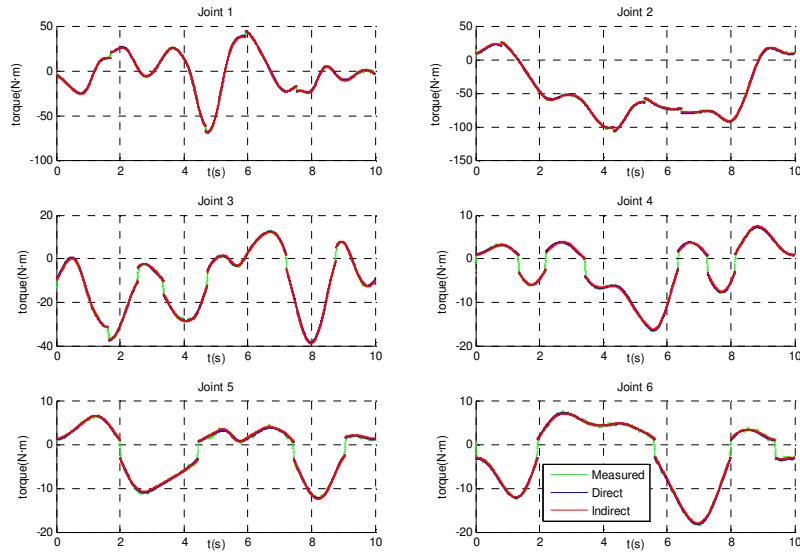 Joint 1
50
0
-50
-100
torque(N·m)
0
2
4
6
8
10
t(s)
Joint 2
50
0
-50
-100
-150
torque(N·m)
0
2
4
6
8
10
t(s)
Joint 3
20
0
-20
-40
torque(N·m)
0
2
4
6
8
10
t(s)
Joint 4
10
0
-10
-20
torque(N·m)
0
2
4
6
8
10
t(s)
Joint 5
10
0
-10
-20
torque(N·m)
0
2
4
6
8
10
t(s)
Joint 6
10
0
-10
-20
torque(N·m)
0
2
4
6
8
10
t(s)
Measured
Direct
Indirect